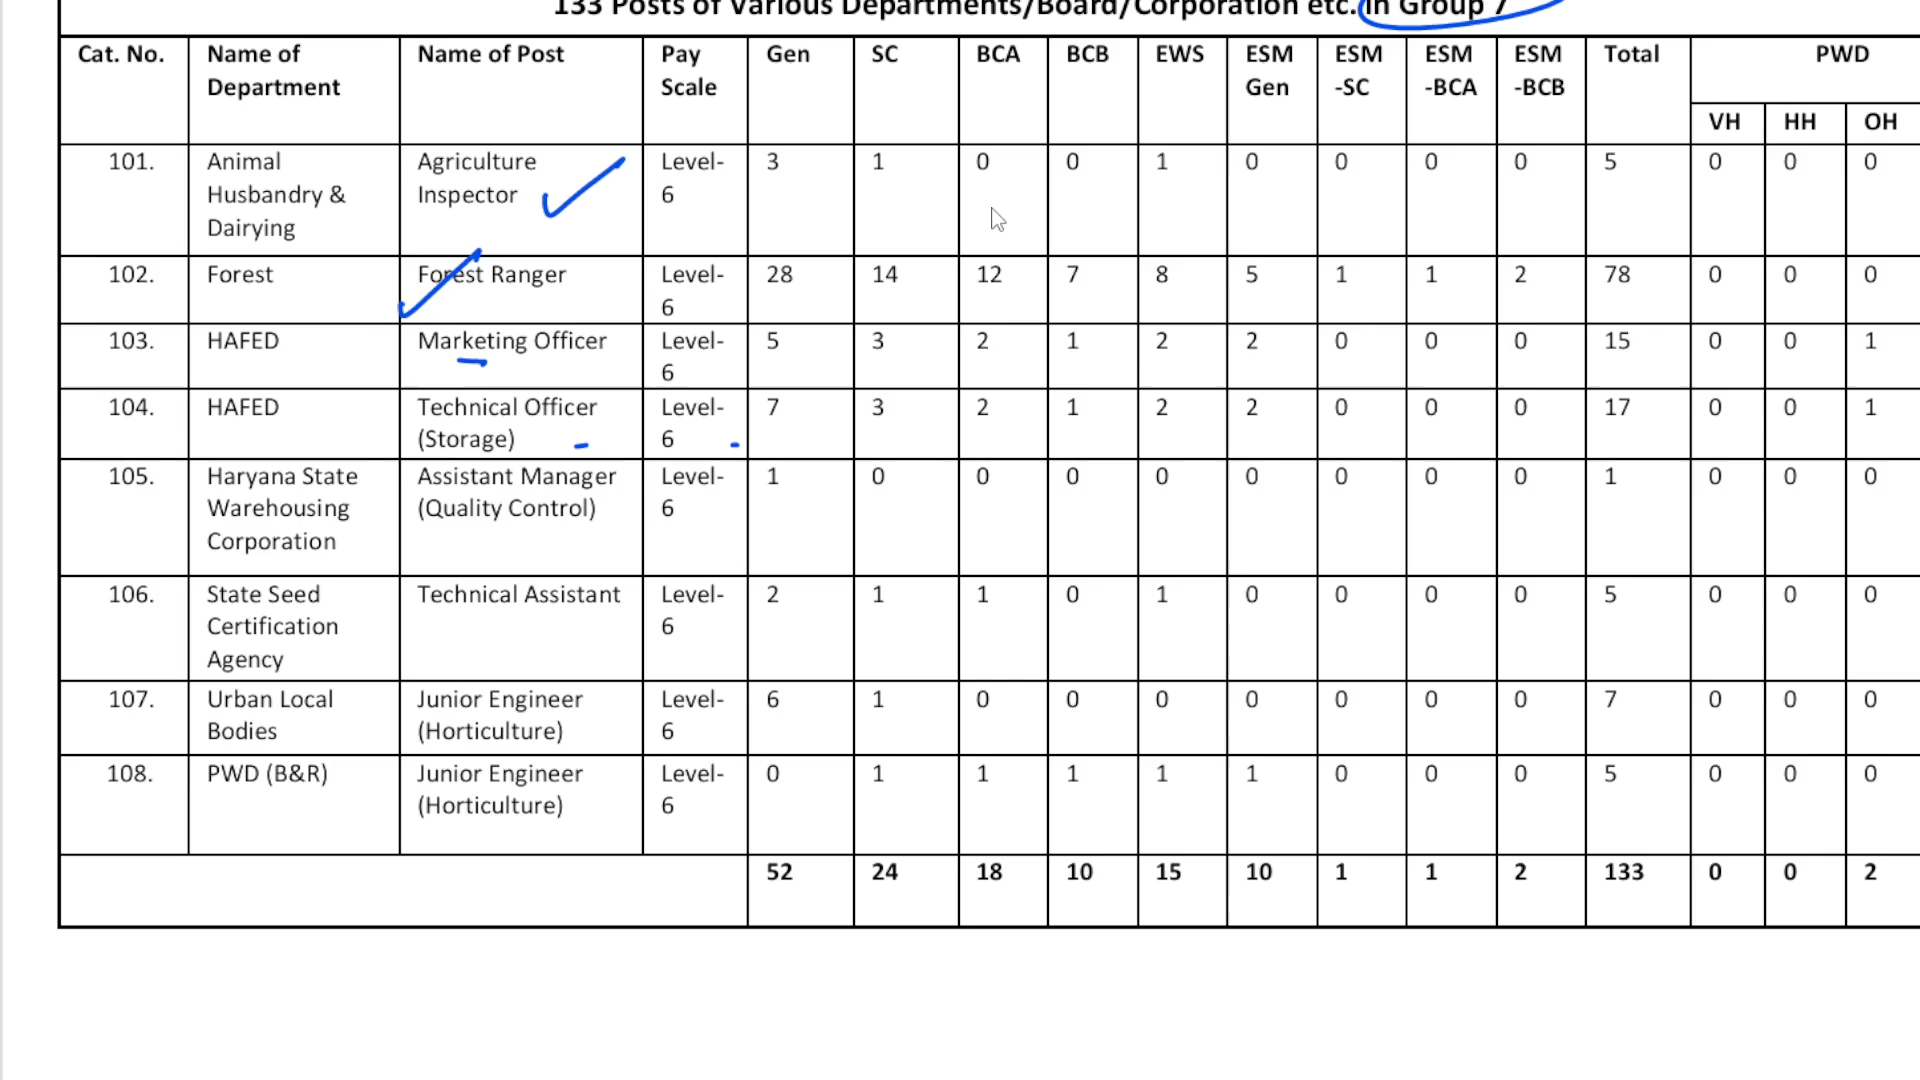 133 Posts of Various Departments/Board/Corporation etc. in Group 7
Cat. No. Name of Department Name of Post Pay Scale Gen SC BCA BCB EWS ESM Gen ESM -SC ESM -BCA ESM -BCB Total PWD
VH HH OH
101. Animal Husbandry & Dairying Agriculture Inspector Level-6 3 1 0 0 1 0 0 0 0 5 0 0 0
102. Forest Forest Ranger Level-6 28 14 12 7 8 5 1 1 2 78 0 0 0
103. HAFED Marketing Officer Level-6 5 3 2 1 2 2 0 0 0 15 0 0 1
104. HAFED Technical Officer (Storage) Level-6 7 3 2 1 2 2 0 0 0 17 0 0 1
105. Haryana State Warehousing Corporation Assistant Manager (Quality Control) Level-6 1 0 0 0 0 0 0 0 0 1 0 0 0
106. State Seed Certification Agency Technical Assistant Level-6 2 1 1 0 1 0 0 0 0 5 0 0 0
107. Urban Local Bodies Junior Engineer (Horticulture) Level-6 6 1 0 0 0 0 0 0 0 7 0 0 0
108. PWD (B&R) Junior Engineer (Horticulture) Level-6 0 1 1 1 1 1 0 0 0 5 0 0 0
52 24 18 10 15 10 1 1 2 133 0 0 2